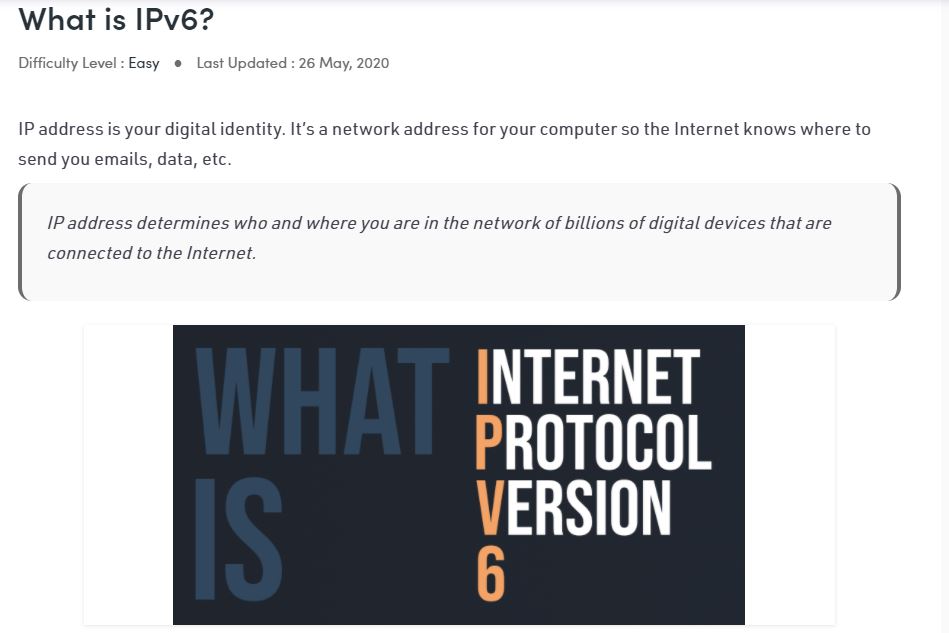 What is IPv6?
Difficulty Level : Easy ● Last Updated : 26 May, 2020
IP address is your digital identity. It's a network address for your computer so the Internet knows where to
send you emails, data, etc.
IP address determines who and where you are in the network of billions of digital devices that are
connected to the Internet.
WHAT
IS
INTERNET
PROTOCOL
VERSION
6